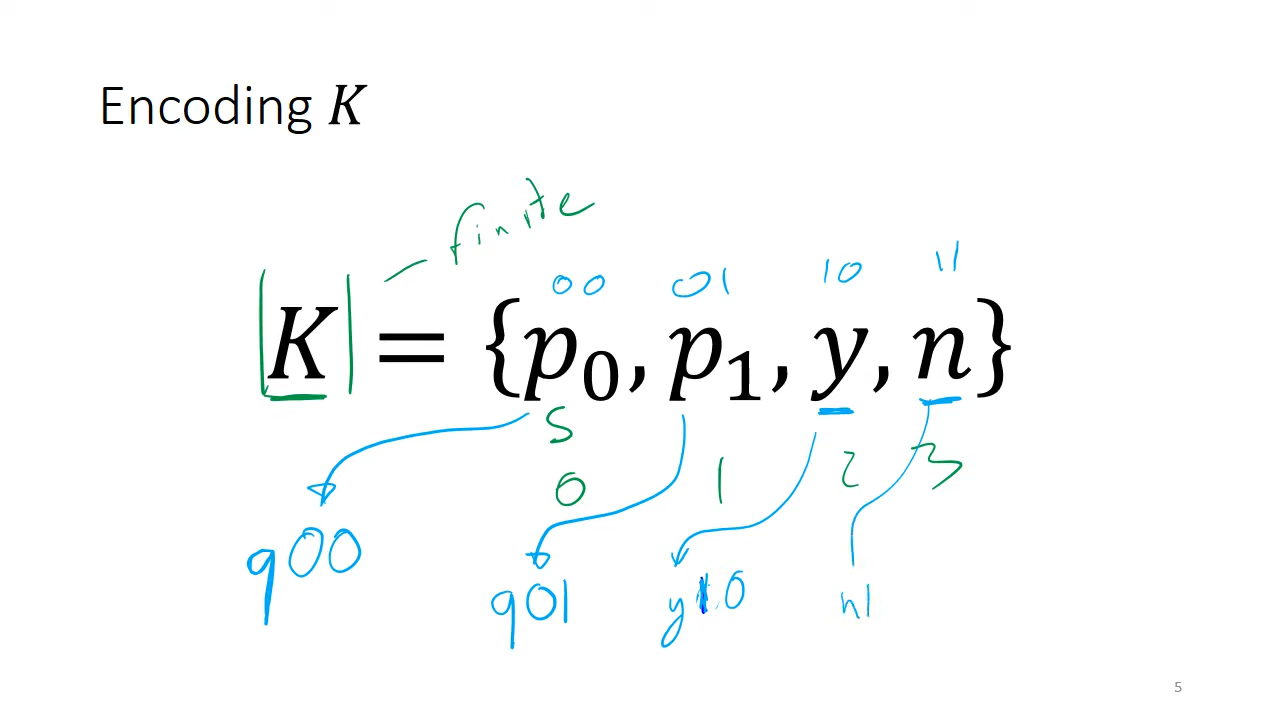 Encoding K
finite
00 01 10 11
|K| = {p₀, p₁, y, n}
S
0 1 2 3
q00
q01 y10 n1
5